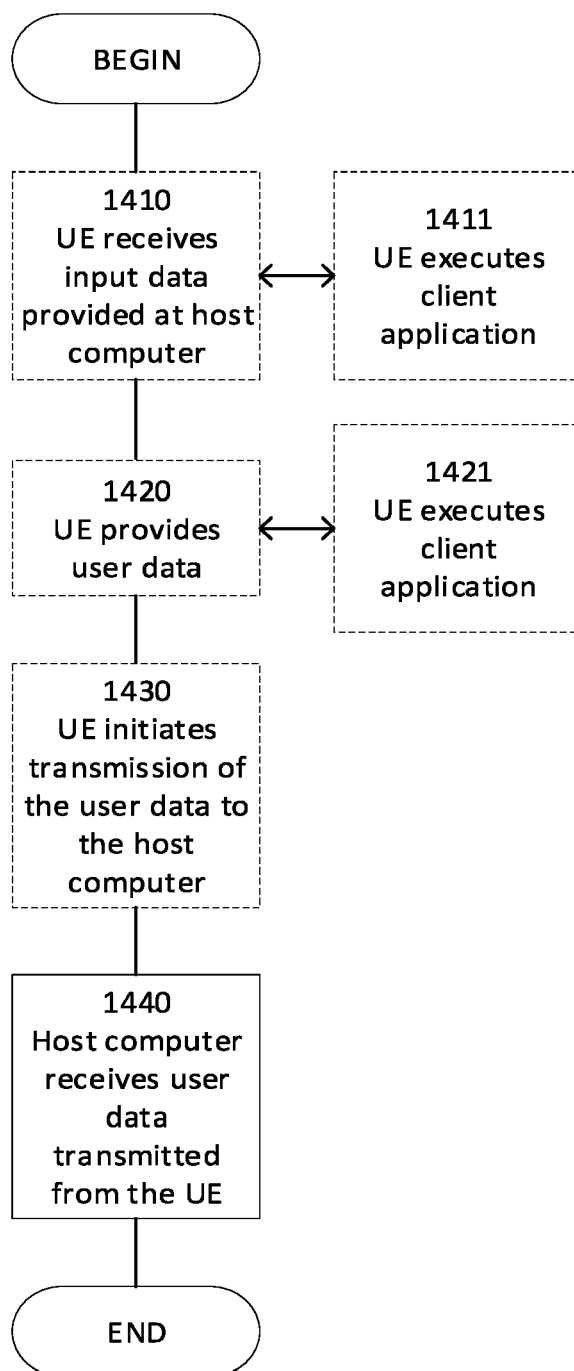 BEGIN
1410
UE receives
input data
provided at host
computer
1411
UE executes
client
application
1420
UE provides
user data
1421
UE executes
client
application
1430
UE initiates
transmission of
the user data to
the host
computer
1440
Host computer
receives user
data
transmitted
from the UE
END